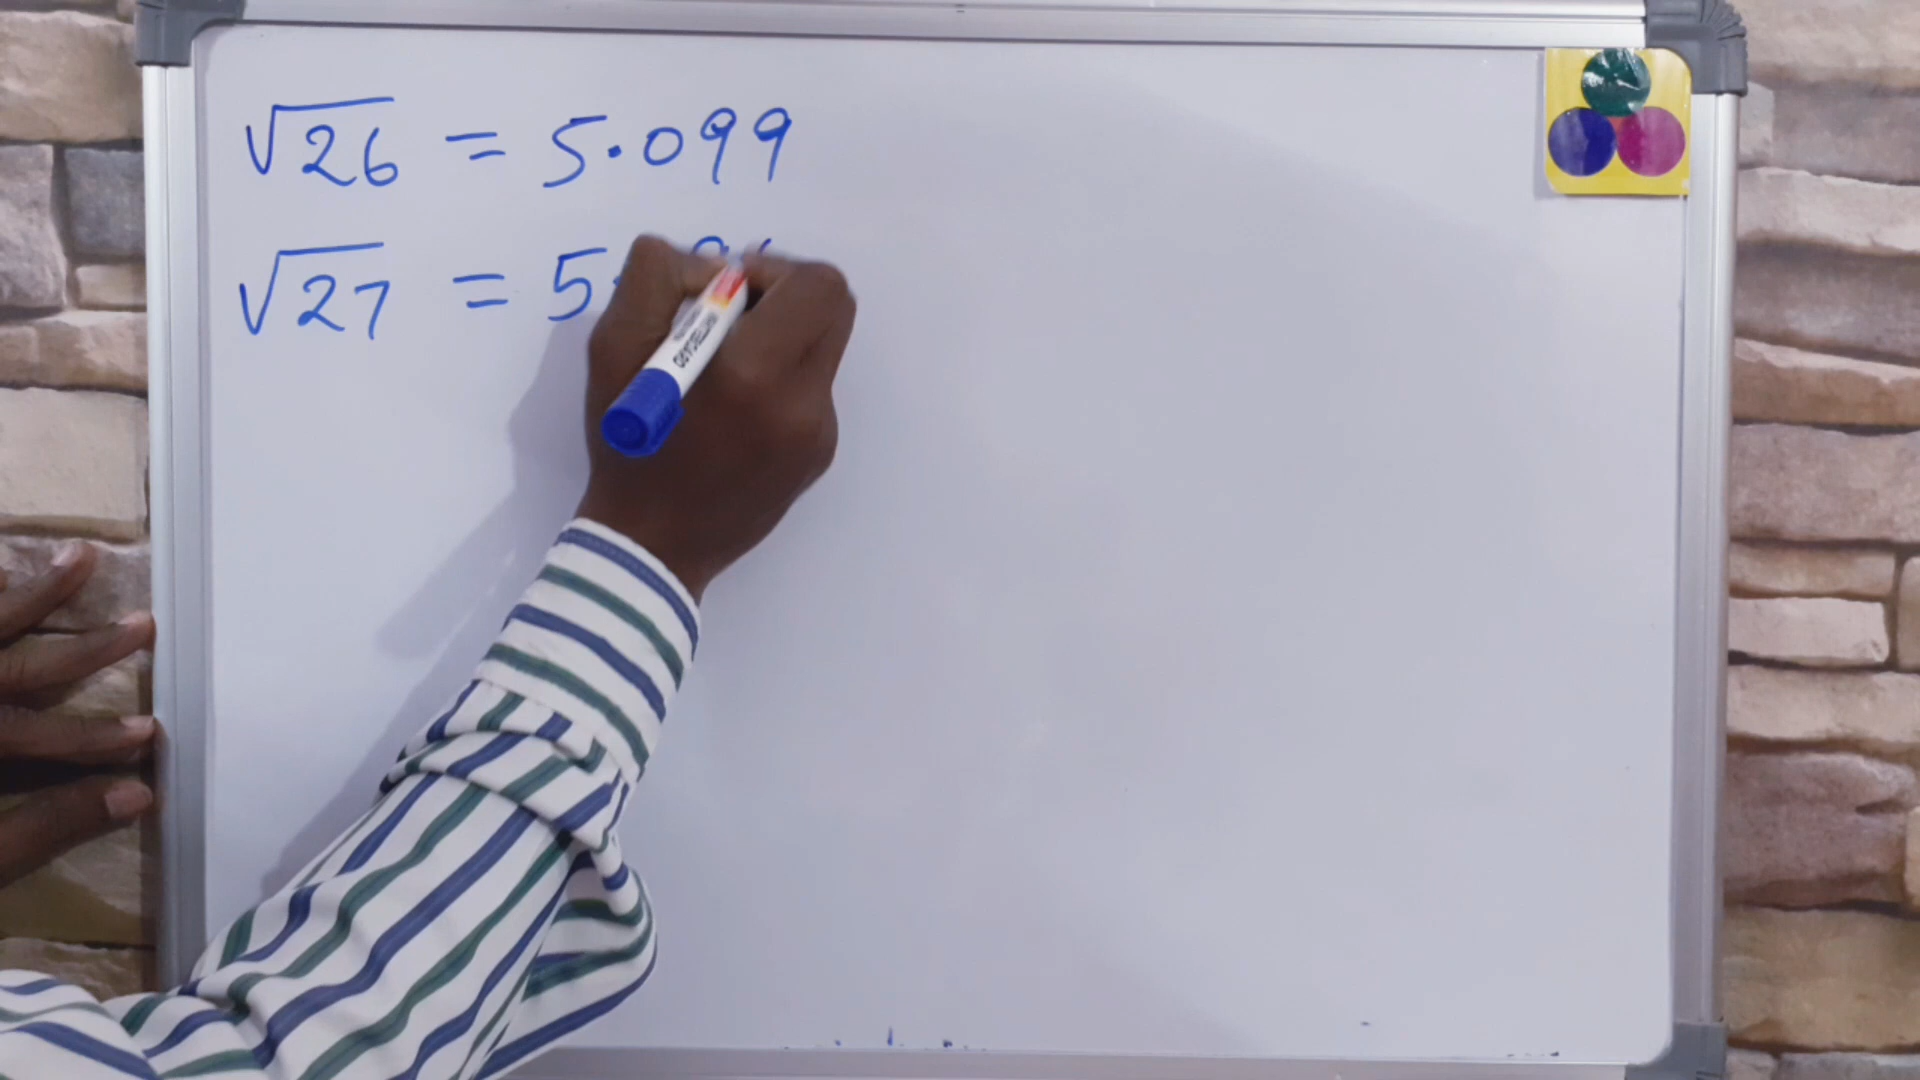 √26 = 5.099
√27 = 5.